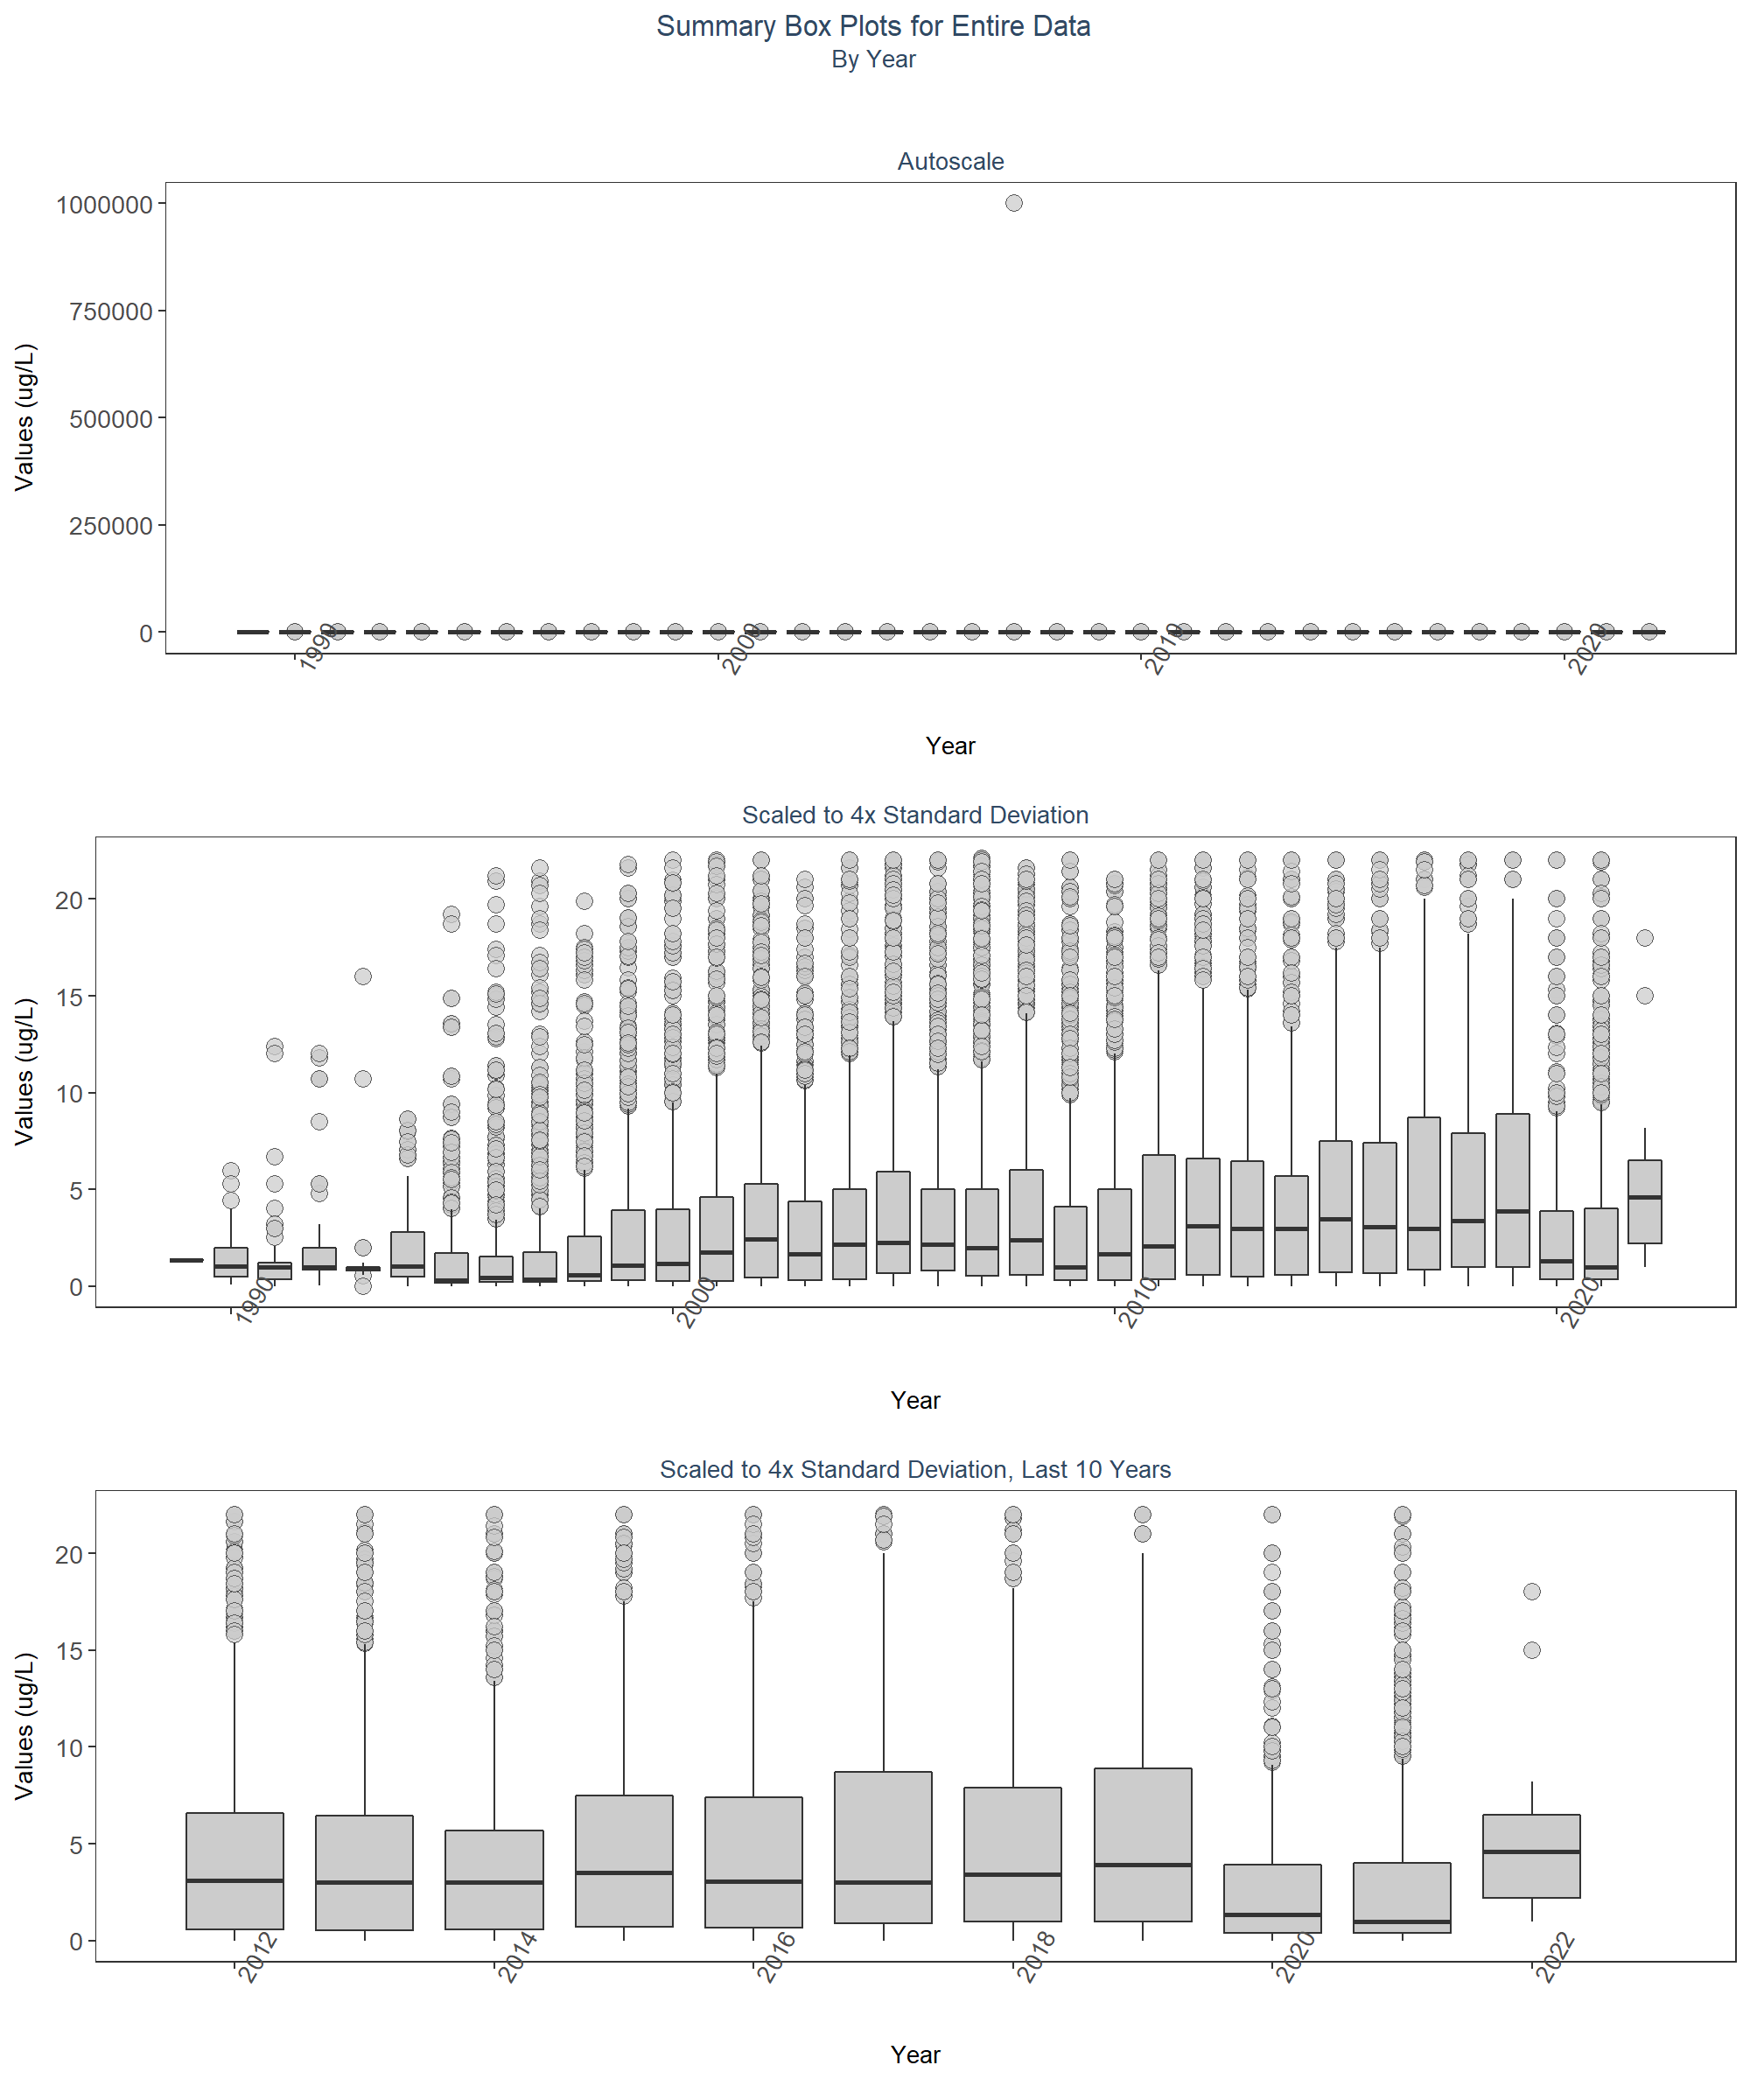 Summary Box Plots for Entire Data
By Year
Autoscale
1000000
750000
500000
250000
0
Values (ug/L)
1990
2000
2010
2020
Year
Scaled to 4x Standard Deviation
20
15
10
5
0
Values (ug/L)
1990
2000
2010
2020
Year
Scaled to 4x Standard Deviation, Last 10 Years
20
15
10
5
0
Values (ug/L)
2012
2014
2016
2018
2020
2022
Year